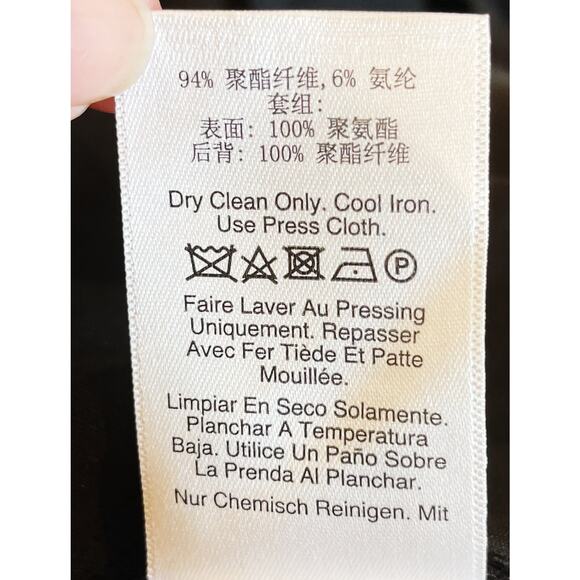 94% 聚酯纤维, 6% 氨纶
套组:
表面: 100% 聚氨酯
后背: 100% 聚酯纤维
Dry Clean Only. Cool Iron.
Use Press Cloth.
P
Faire Laver Au Pressing
Uniquement. Repasser
Avec Fer Tiède Et Patte
Mouillée.
Limpiar En Seco Solamente.
Planchar A Temperatura
Baja. Utilice Un Paño Sobre
La Prenda Al Planchar.
Nur Chemisch Reinigen. Mit